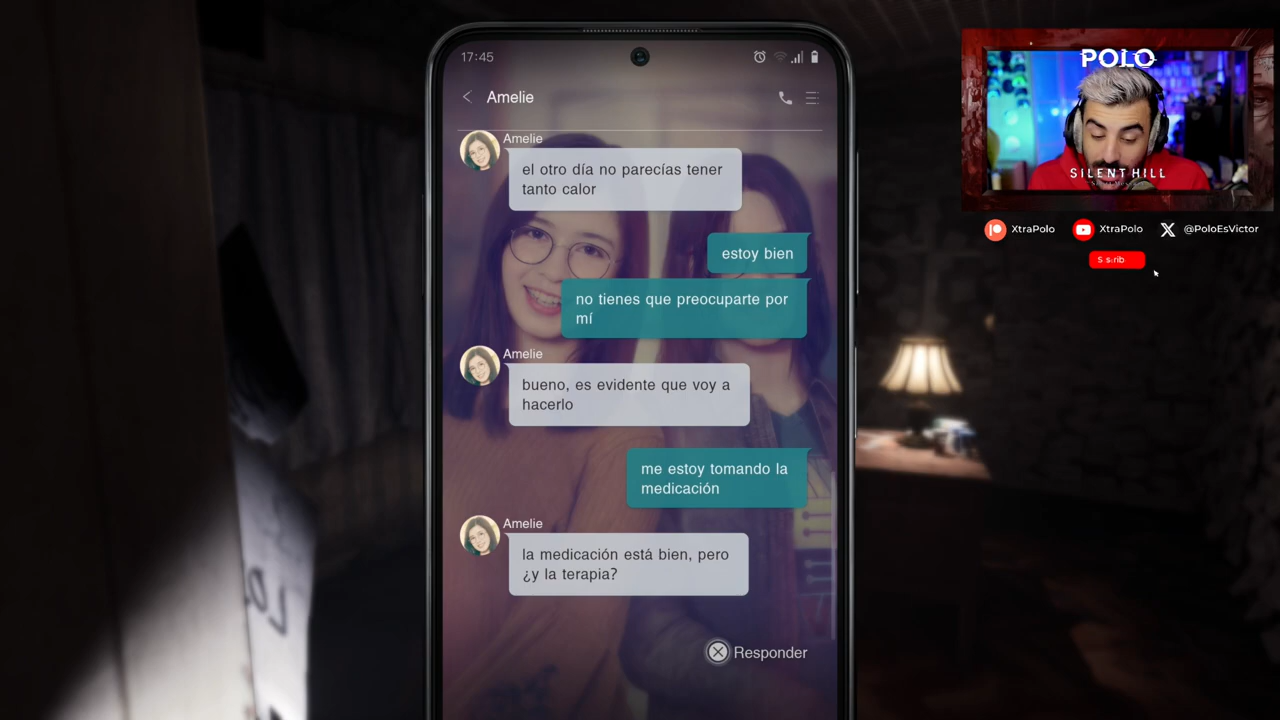 17:45
Amelie
Amelie
el otro día no parecías tener
tanto calor
estoy bien
no tienes que preocuparte por
mí
Amelie
bueno, es evidente que voy a
hacerlo
me estoy tomando la
medicación
Amelie
la medicación está bien, pero
¿y la terapia?
Responder
POLO
SILENT HILL
XtraPolo
XtraPolo
@PoloEsVictor